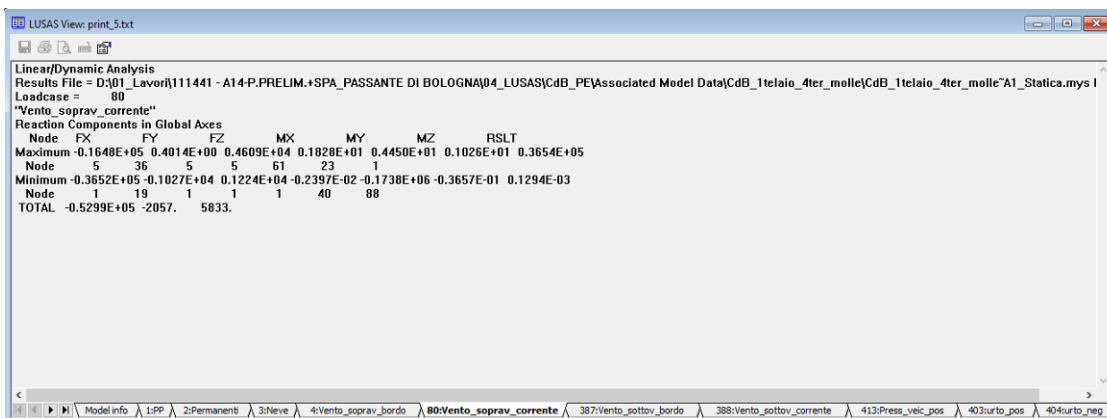 LUSAS View: print_5.txt
Linear/Dynamic Analysis
Results File = D:\01_Lavori\111441 - A14-P.PRELIM.+SPA_PASSANTE DI BOLOGNA\04_LUSAS\CdB_PE\Associated Model Data\CdB_1telaio_4ter_molle\CdB_1telaio_4ter_molle~A1_Statica.mys
Loadcase = 80
"Vento_soprav_corrente"
Reaction Components in Global Axes
Node FX FY FZ MX MY MZ RSLT
Maximum -0.1648E+05 0.4014E+00 0.4609E+04 0.1828E+01 0.4450E+01 0.1026E+01 0.3654E+05
Node 5 36 5 5 61 23 1
Minimum -0.3652E+05 -0.1027E+04 0.1224E+04 -0.2397E-02 -0.1738E+06 -0.3657E-01 0.1294E-03
Node 1 19 1 1 1 40 88
TOTAL -0.5299E+05 -2057. 5833.
Model info 1:PP 2:Permanenti 3:Neve 4:Vento_soprav_bordo 80:Vento_soprav_corrente 387:Vento_sottov_bordo 388:Vento_sottov_corrente 413:Press_veic_pos 403:urto_pos 404:urto_neg